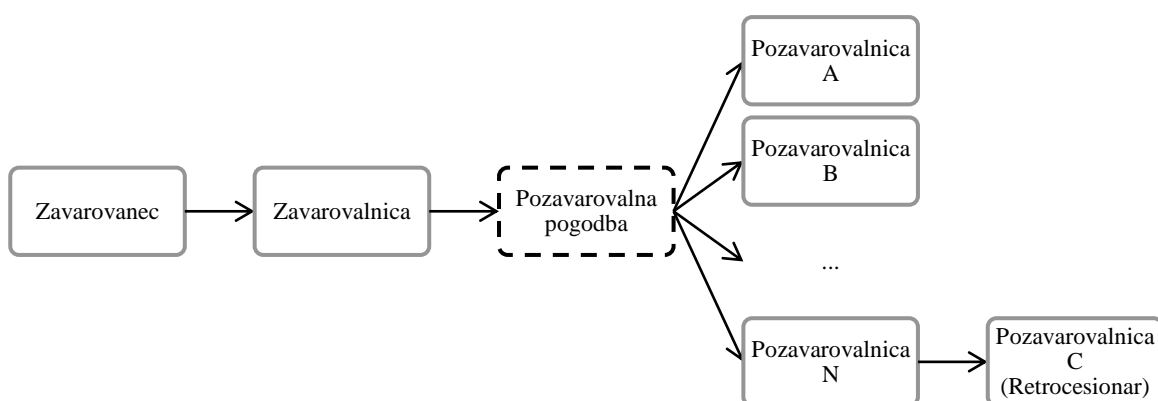 Zavarovanec
Zavarovalnica
Pozavarovalna
pogodba
Pozavarovalnica
A
Pozavarovalnica
B
...
Pozavarovalnica
N
Pozavarovalnica
C
(Retrocesionar)